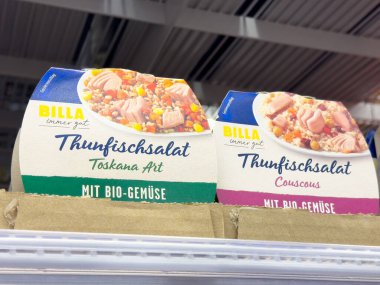 BILLA
immer gut
Thunfischsalat
Toskana Art
MIT BIO-GEMÜSE
BILLA
immer gut
Thunfischsalat
Couscous
MIT BIO-GEMÜSE